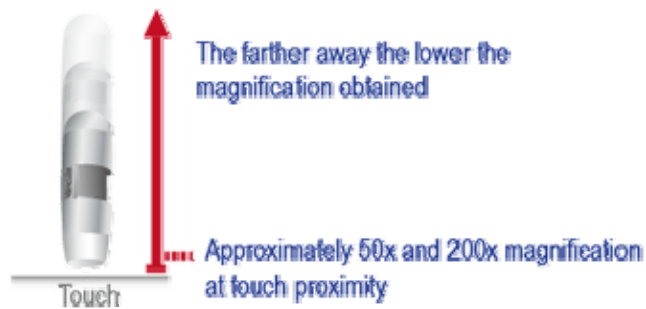 The farther away the lower the
magnification obtained
Approximately 50x and 200x magnification
at touch proximity
Touch